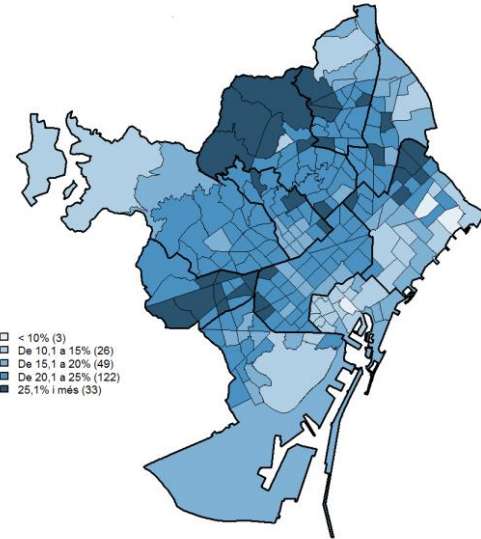 < 10% (3)
De 10,1 a 15% (26)
De 15,1 a 20% (49)
De 20,1 a 25% (122)
25,1% i més (33)